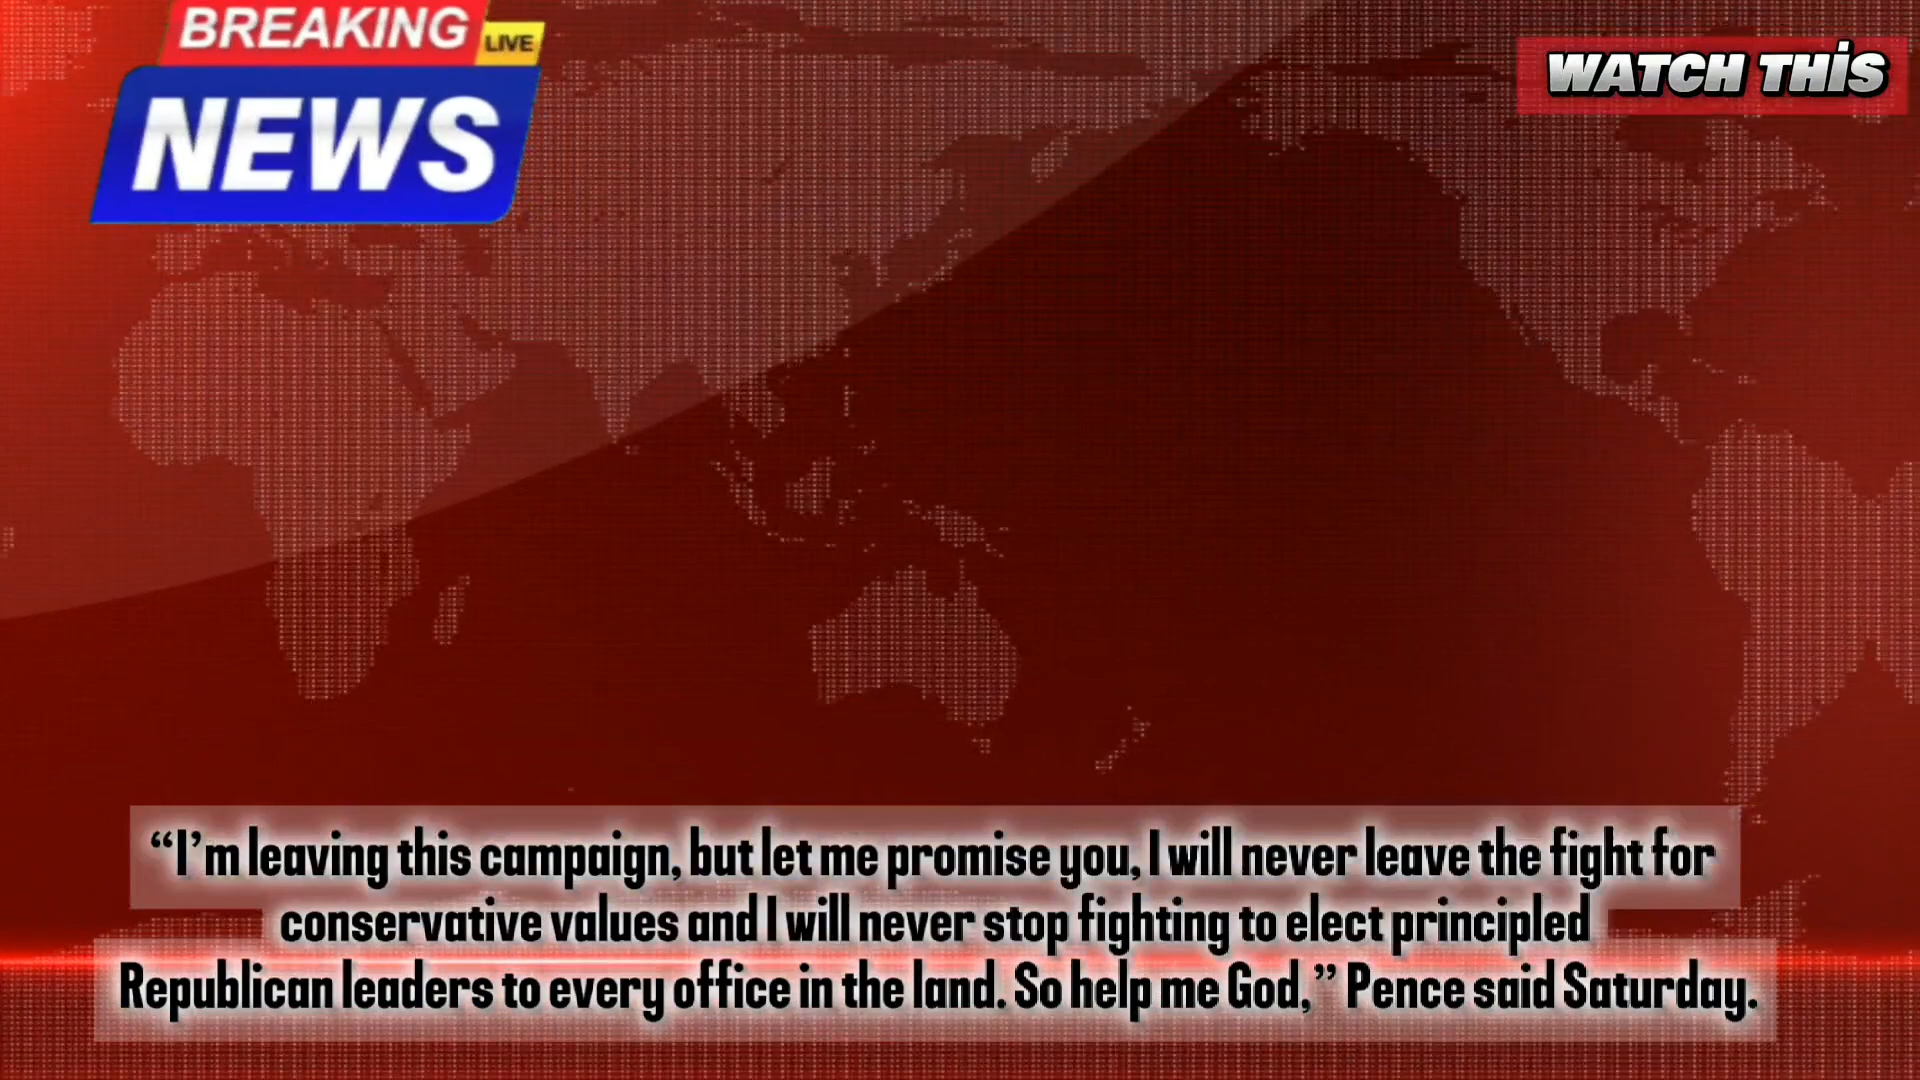 BREAKING
LIVE
NEWS
WATCH THİS
“I’m leaving this campaign, but let me promise you, I will never leave the fight for
conservative values and I will never stop fighting to elect principled
Republican leaders to every office in the land. So help me God,” Pence said Saturday.